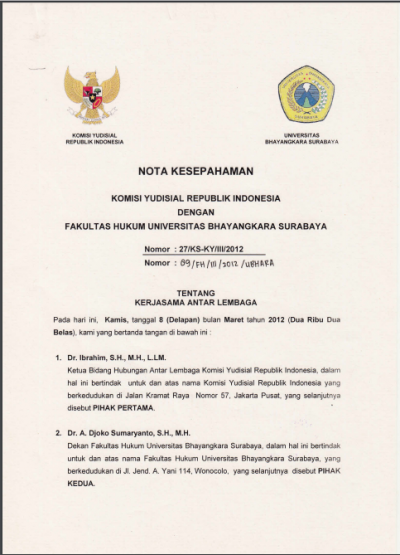 KOMISI YUDISIAL
REPUBLIK INDONESIA
UNIVERSITAS
BHAYANGKARA SURABAYA
NOTA KESEPAHAMAN
KOMISI YUDISIAL REPUBLIK INDONESIA
DENGAN
FAKULTAS HUKUM UNIVERSITAS BHAYANGKARA SURABAYA
Nomor : 27/KS-KY/III/2012
Nomor : 09/FH/III/2012/UBHARA
TENTANG
KERJASAMA ANTAR LEMBAGA
Pada hari ini, Kamis, tanggal 8 (Delapan) bulan Maret tahun 2012 (Dua Ribu Dua
Belas), kami yang bertanda tangan di bawah ini :
1. Dr. Ibrahim, S.H., M.H., L.LM.
Ketua Bidang Hubungan Antar Lembaga Komisi Yudisial Republik Indonesia, dalam
hal ini bertindak untuk dan atas nama Komisi Yudisial Republik Indonesia yang
berkedudukan di Jalan Kramat Raya Nomor 57, Jakarta Pusat, yang selanjutnya
disebut PIHAK PERTAMA.
2. Dr. A. Djoko Sumaryanto, S.H., M.H.
Dekan Fakultas Hukum Universitas Bhayangkara Surabaya, dalam hal ini bertindak
untuk dan atas nama Fakultas Hukum Universitas Bhayangkara Surabaya, yang
berkedudukan di Jl. Jend. A. Yani 114, Wonocolo, yang selanjutnya disebut PIHAK
KEDUA.